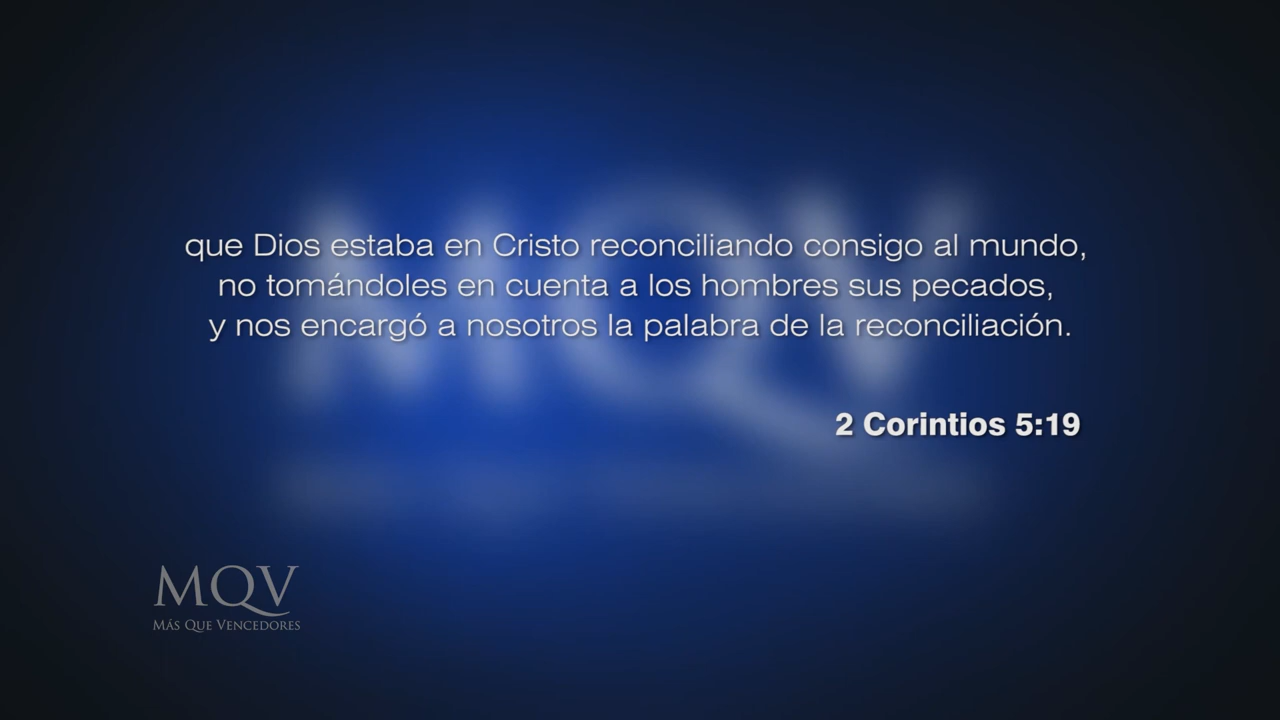 que Dios estaba en Cristo reconciliando consigo al mundo,
no tomándoles en cuenta a los hombres sus pecados,
y nos encargó a nosotros la palabra de la reconciliación.
2 Corintios 5:19
MQV
MÁS QUE VENCEDORES